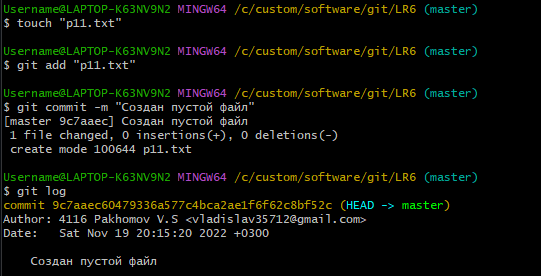 Username@LAPTOP-K63NV9N2 MINGW64 /c/custom/software/git/LR6 (master)
$ touch "p11.txt"
Username@LAPTOP-K63NV9N2 MINGW64 /c/custom/software/git/LR6 (master)
$ git add "p11.txt"
Username@LAPTOP-K63NV9N2 MINGW64 /c/custom/software/git/LR6 (master)
$ git commit -m "Создан пустой файл"
[master 9c7aaec] Создан пустой файл
1 file changed, 0 insertions(+), 0 deletions(-)
create mode 100644 p11.txt
Username@LAPTOP-K63NV9N2 MINGW64 /c/custom/software/git/LR6 (master)
$ git log
commit 9c7aaec60479336a577c4bca2ae1f6f62c8bf52c (HEAD -> master)
Author: 4116 Pakhomov V.S <vladislav35712@gmail.com>
Date:   Sat Nov 19 20:15:20 2022 +0300
Создан пустой файл